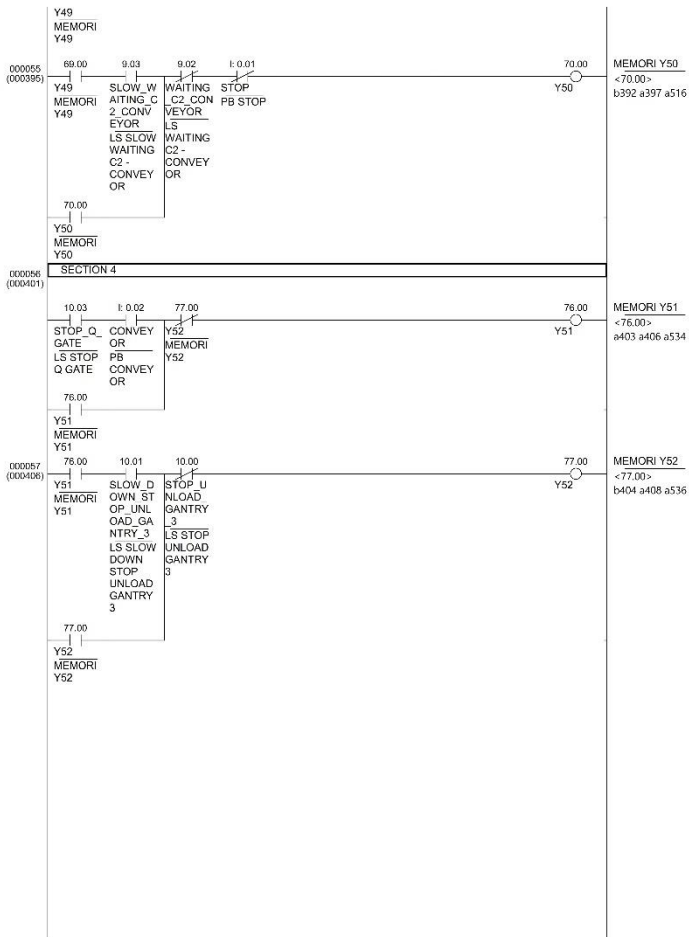 Y49
MEMORI
Y49
000055
(000395)
69.00 9.03 9.02 I: 0.01 70.00 MEMORI Y50
Y49 SLOW_W WAITING STOP Y50 <70.00>
MEMORI AITING_C _C2_CON PB STOP b392 a397 a516
Y49 2_CONV VEYOR
EYOR LS
LS SLOW WAITING
WAITING C2 -
C2 - CONVEY
CONVEY OR
OR
70.00
Y50
MEMORI
Y50
000056
(000401)
SECTION 4
10.03 I: 0.02 77.00 76.00 MEMORI Y51
STOP_Q_ CONVEY Y52 Y51 <76.00>
GATE OR MEMORI a403 a406 a534
LS STOP PB Y52
Q GATE CONVEY
OR
76.00
Y51
MEMORI
Y51
000057
(000406)
76.00 10.01 10.00 77.00 MEMORI Y52
Y51 SLOW_D STOP_U Y52 <77.00>
MEMORI OWN_ST NLOAD_ b404 a408 a536
Y51 OP_UNL GANTRY
OAD_GA _3
NTRY_3 LS STOP
LS SLOW UNLOAD
DOWN GANTRY
STOP 3
UNLOAD
GANTRY
3
77.00
Y52
MEMORI
Y52